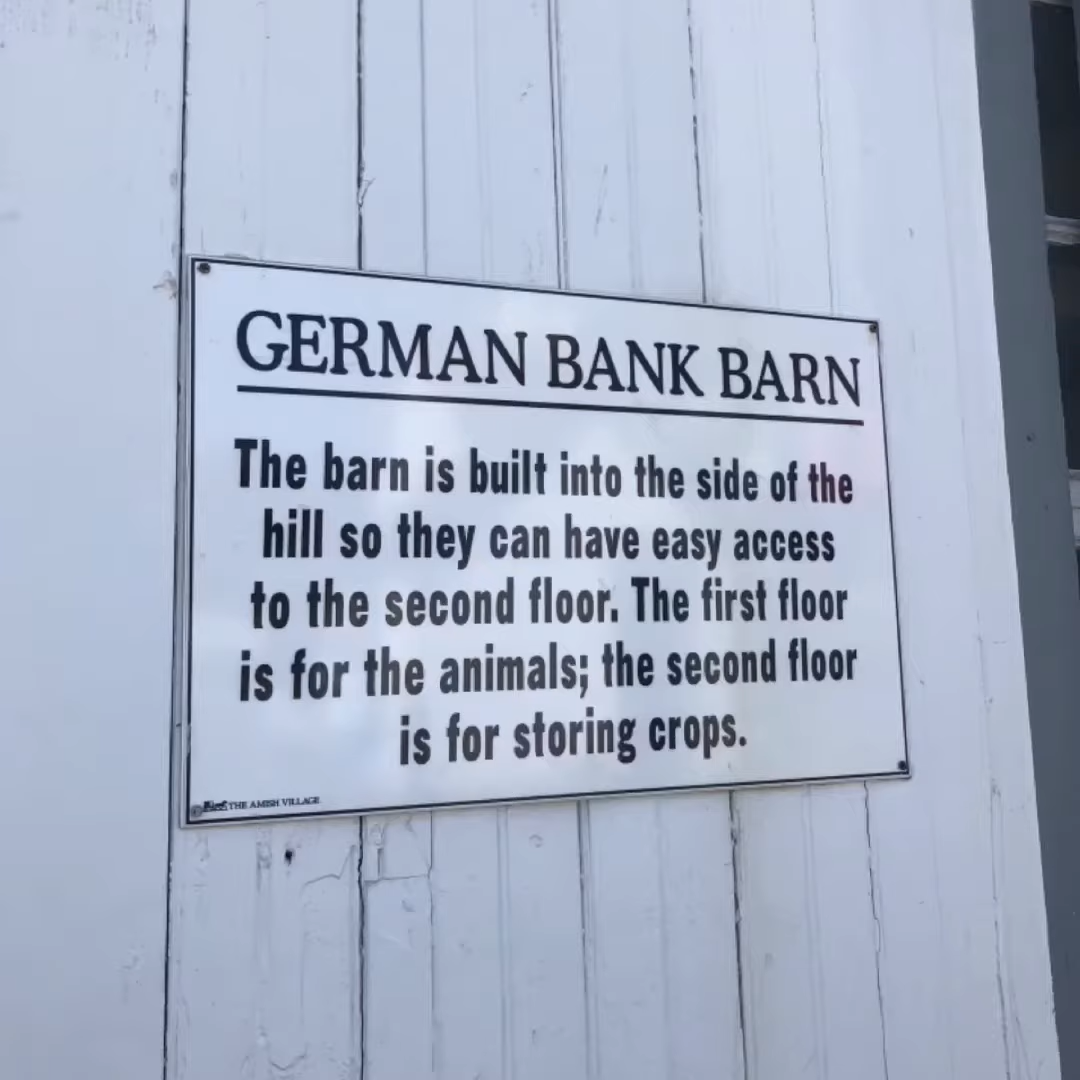 GERMAN BANK BARN
The barn is built into the side of the
hill so they can have easy access
to the second floor. The first floor
is for the animals; the second floor
is for storing crops.
THE AMISH VILLAGE